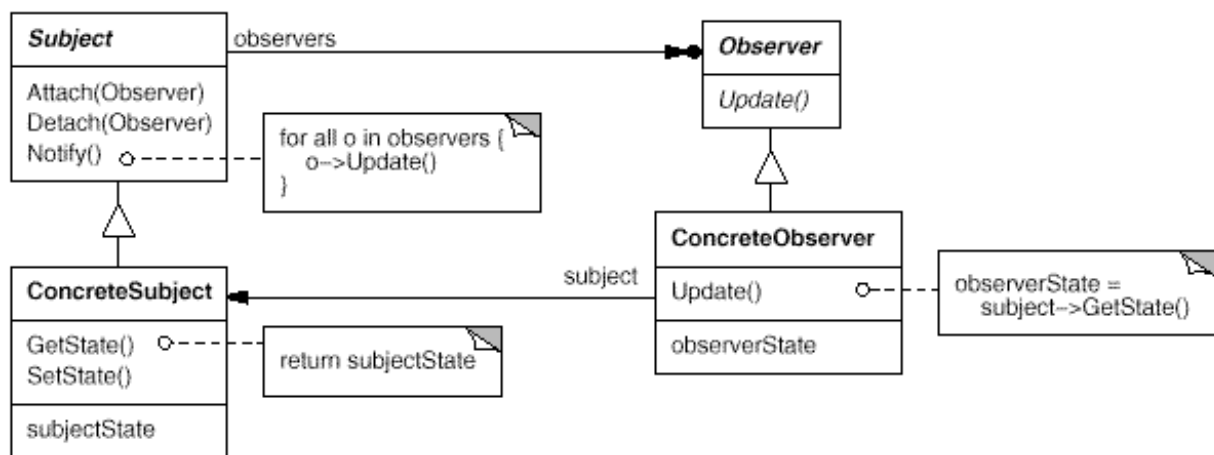 Subject
observers
Observer
Attach(Observer)
Detach(Observer)
Notify()
Update()
for all o in observers {
o->Update()
}
ConcreteSubject
GetState()
SetState()
subjectState
return subjectState
subject
ConcreteObserver
Update()
observerState
observerState =
subject->GetState()